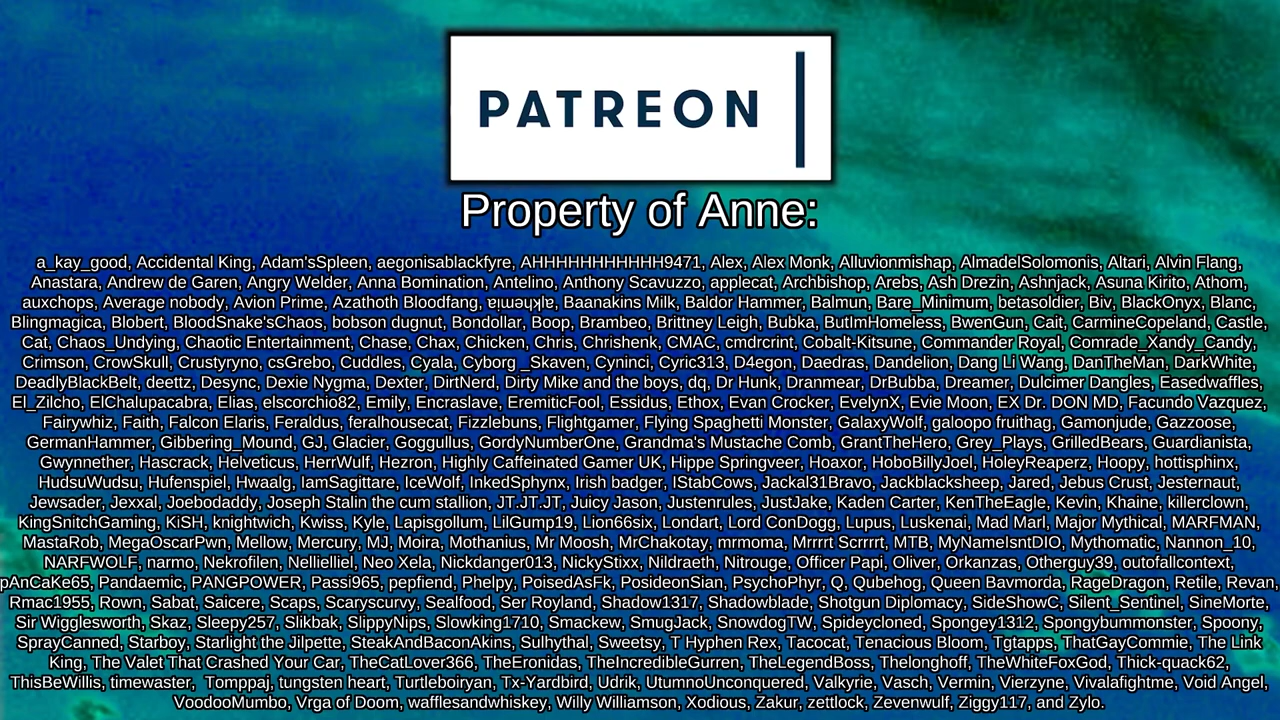 PATREON
Property of Anne:
a_kay_good, Accidental King, Adam'sSpleen, aegonisablackfyre, AHHHHHHHHHHH9471, Alex, Alex Monk, Alluvionmishap, AlmadelSolomonis, Altari, Alvin Flang,
Anastara, Andrew de Garen, Angry Welder, Anna Bomination, Antelino, Anthony Scavuzzo, applecat, Archbishop, Arebs, Ash Drezin, Ashnjack, Asuna Kirito, Athom,
auxchops, Average nobody, Avion Prime, Azathoth Bloodfang, Baanakins Milk, Baldor Hammer, Balmun, Bare_Minimum, betasoldier, Biv, BlackOnyx, Blanc,
Blingmagica, Blobert, BloodSnake'sChaos, bobson dugnut, Bondollar, Boop, Brambeo, Brittney Leigh, Bubka, ButImHomeless, BwenGun, Cait, CarmineCopeland, Castle,
Cat, Chaos_Undying, Chaotic Entertainment, Chase, Chax, Chicken, Chris, Chrishenk, CMAC, cmdrcrint, Cobalt-Kitsune, Commander Royal, Comrade_Xandy_Candy,
Crimson, CrowSkull, Crustyryno, csGrebo, Cuddles, Cyala, Cyborg _Skaven, Cyninci, Cyric313, D4egon, Daedras, Dandelion, Dang Li Wang, DanTheMan, DarkWhite,
DeadlyBlackBelt, deettz, Desync, Dexie Nygma, Dexter, DirtNerd, Dirty Mike and the boys, dq, Dr Hunk, Dranmear, DrBubba, Dreamer, Dulcimer Dangles, Easedwaffles,
El_Zilcho, ElChalupacabra, Elias, elscorchio82, Emily, Encraslave, EremiticFool, Essidus, Ethox, Evan Crocker, EvelynX, Evie Moon, EX Dr. DON MD, Facundo Vazquez,
Fairywhiz, Faith, Falcon Elaris, Feraldus, feralhousecat, Fizzlebuns, Flightgamer, Flying Spaghetti Monster, GalaxyWolf, galoopo fruithag, Gamonjude, Gazzoose,
GermanHammer, Gibbering_Mound, GJ, Glacier, Goggullus, GordyNumberOne, Grandma's Mustache Comb, GrantTheHero, Grey_Plays, GrilledBears, Guardianista,
Gwynnether, Hascrack, Helveticus, HerrWulf, Hezron, Highly Caffeinated Gamer UK, Hippe Springveer, Hoaxor, HoboBillyJoel, HoleyReaperz, Hoopy, hottisphinx,
HudsuWudsu, Hufenspiel, Hwaalg, IamSagittare, IceWolf, InkedSphynx, Irish badger, IStabCows, Jackal31Bravo, Jackblacksheep, Jared, Jebus Crust, Jesternaut,
Jewsader, Jexxal, Joebodaddy, Joseph Stalin the cum stallion, JT.JT.JT, Juicy Jason, Justenrules, JustJake, Kaden Carter, KenTheEagle, Kevin, Khaine, killerclown,
KingSnitchGaming, KiSH, knightwich, Kwiss, Kyle, Lapisgollum, LilGump19, Lion66six, Londart, Lord ConDogg, Lupus, Luskenai, Mad Marl, Major Mythical, MARFMAN,
MastaRob, MegaOscarPwn, Mellow, Mercury, MJ, Moira, Mothanius, Mr Moosh, MrChakotay, mrmoma, Mrrrrt Scrrrrt, MTB, MyNameIsntDIO, Mythomatic, Nannon_10,
NARFWOLF, narmo, Nekrofilen, Nellielliel, Neo Xela, Nickdanger013, NickyStixx, Nildraeth, Nitrouge, Officer Papi, Oliver, Orkanzas, Otherguy39, outofallcontext,
pAnCaKe65, Pandaemic, PANGPOWER, Passi965, pepfiend, Phelpy, PoisedAsFk, PosideonSian, PsychoPhyr, Q, Qubehog, Queen Bavmorda, RageDragon, Retile, Revan,
Rmac1955, Rown, Sabat, Saicere, Scaps, Scaryscurvy, Sealfood, Ser Royland, Shadow1317, Shadowblade, Shotgun Diplomacy, SideShowC, Silent_Sentinel, SineMorte,
Sir Wigglesworth, Skaz, Sleepy257, Slikbak, SlippyNips, Slowking1710, Smackew, SmugJack, SnowdogTW, Spideycloned, Spongey1312, Spongybummonster, Spoony,
SprayCanned, Starboy, Starlight the Jilpette, SteakAndBaconAkins, Sulhythal, Sweetsy, T Hyphen Rex, Tacocat, Tenacious Bloom, Tgtapps, ThatGayCommie, The Link
King, The Valet That Crashed Your Car, TheCatLover366, TheEronidas, TheIncredibleGurren, TheLegendBoss, Thelonghoff, TheWhiteFoxGod, Thick-quack62,
ThisBeWillis, timewaster, Tomppaj, tungsten heart, Turtleboiryan, Tx-Yardbird, Udrik, UtumnoUnconquered, Valkyrie, Vasch, Vermin, Vierzyne, Vivalafightme, Void Angel,
VoodooMumbo, Vrga of Doom, wafflesandwhiskey, Willy Williamson, Xodious, Zakur, zettlock, Zevenwulf, Ziggy117, and Zylo.